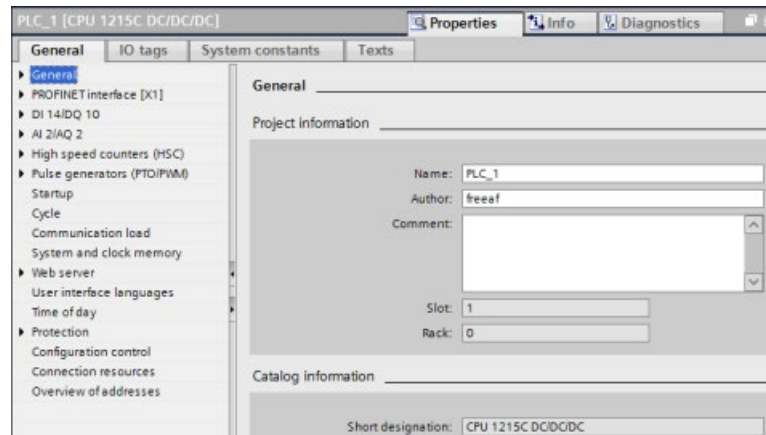 PLC_1 [CPU 1215C DC/DC/DC]
Properties
Info
Diagnostics
General
IO tags
System constants
Texts
General
PROFINET interface [X1]
DI 14/DQ 10
AI 2/AQ 2
High speed counters (HSC)
Pulse generators (PTO/PWM)
Startup
Cycle
Communication load
System and clock memory
Web server
User interface languages
Time of day
Protection
Configuration control
Connection resources
Overview of addresses
General
Project information
Name: PLC_1
Author: freeaf
Comment:
Slot: 1
Rack: 0
Catalog information
Short designation: CPU 1215C DC/DC/DC